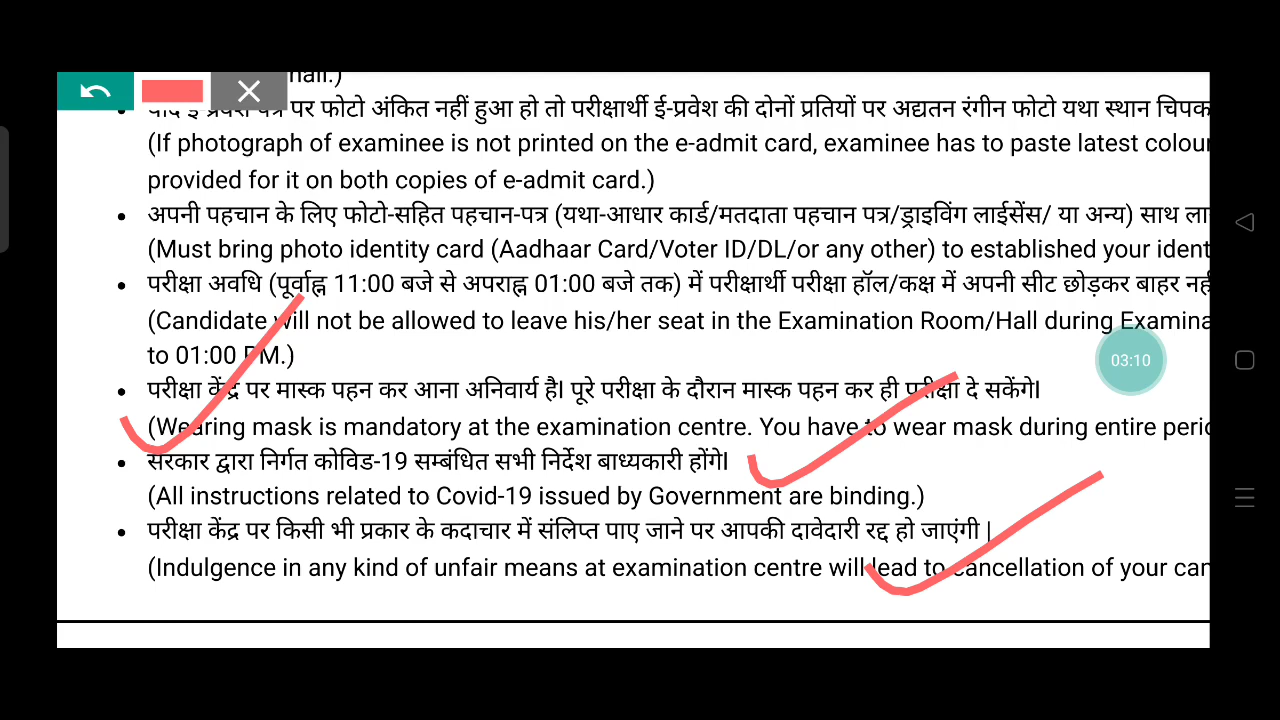 hall.)
यदि ई-प्रवेश पत्र पर फोटो अंकित नहीं हुआ हो तो परीक्षार्थी ई-प्रवेश की दोनों प्रतियों पर अद्यतन रंगीन फोटो यथा स्थान चिपक
(If photograph of examinee is not printed on the e-admit card, examinee has to paste latest colour
provided for it on both copies of e-admit card.)
अपनी पहचान के लिए फोटो-सहित पहचान-पत्र (यथा-आधार कार्ड/मतदाता पहचान पत्र/ड्राइविंग लाईसेंस/ या अन्य) साथ ला
(Must bring photo identity card (Aadhaar Card/Voter ID/DL/or any other) to established your ident
परीक्षा अवधि (पूर्वाह्न 11:00 बजे से अपराह्न 01:00 बजे तक) में परीक्षार्थी परीक्षा हॉल/कक्ष में अपनी सीट छोड़कर बाहर नहीं
(Candidate will not be allowed to leave his/her seat in the Examination Room/Hall during Examina
to 01:00 PM.)
03:10
परीक्षा केंद्र पर मास्क पहन कर आना अनिवार्य है। पूरे परीक्षा के दौरान मास्क पहन कर ही परीक्षा दे सकेंगे।
(Wearing mask is mandatory at the examination centre. You have to wear mask during entire perio
सरकार द्वारा निर्गत कोविड-19 सम्बंधित सभी निर्देश बाध्यकारी होंगे।
(All instructions related to Covid-19 issued by Government are binding.)
परीक्षा केंद्र पर किसी भी प्रकार के कदाचार में संलिप्त पाए जाने पर आपकी दावेदारी रद्द हो जाएंगी |
(Indulgence in any kind of unfair means at examination centre will lead to cancellation of your can